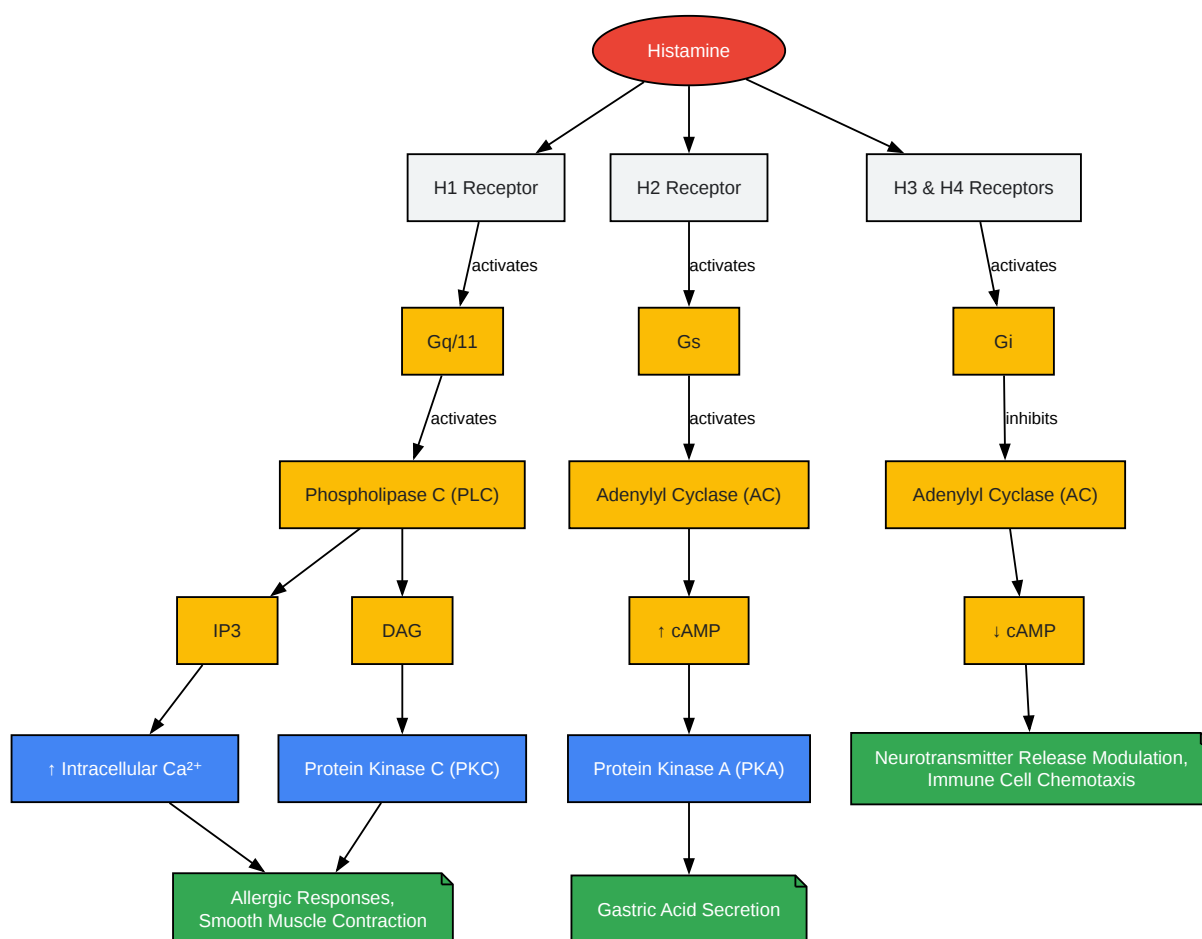 Histamine
H1 Receptor
H2 Receptor
H3 & H4 Receptors
activates
activates
activates
Gq/11
Gs
Gi
activates
activates
inhibits
Phospholipase C (PLC)
Adenylyl Cyclase (AC)
Adenylyl Cyclase (AC)
IP3
DAG
↑ cAMP
↓ cAMP
↑ Intracellular Ca²⁺
Protein Kinase C (PKC)
Protein Kinase A (PKA)
Neurotransmitter Release Modulation,
Immune Cell Chemotaxis
Allergic Responses,
Smooth Muscle Contraction
Gastric Acid Secretion